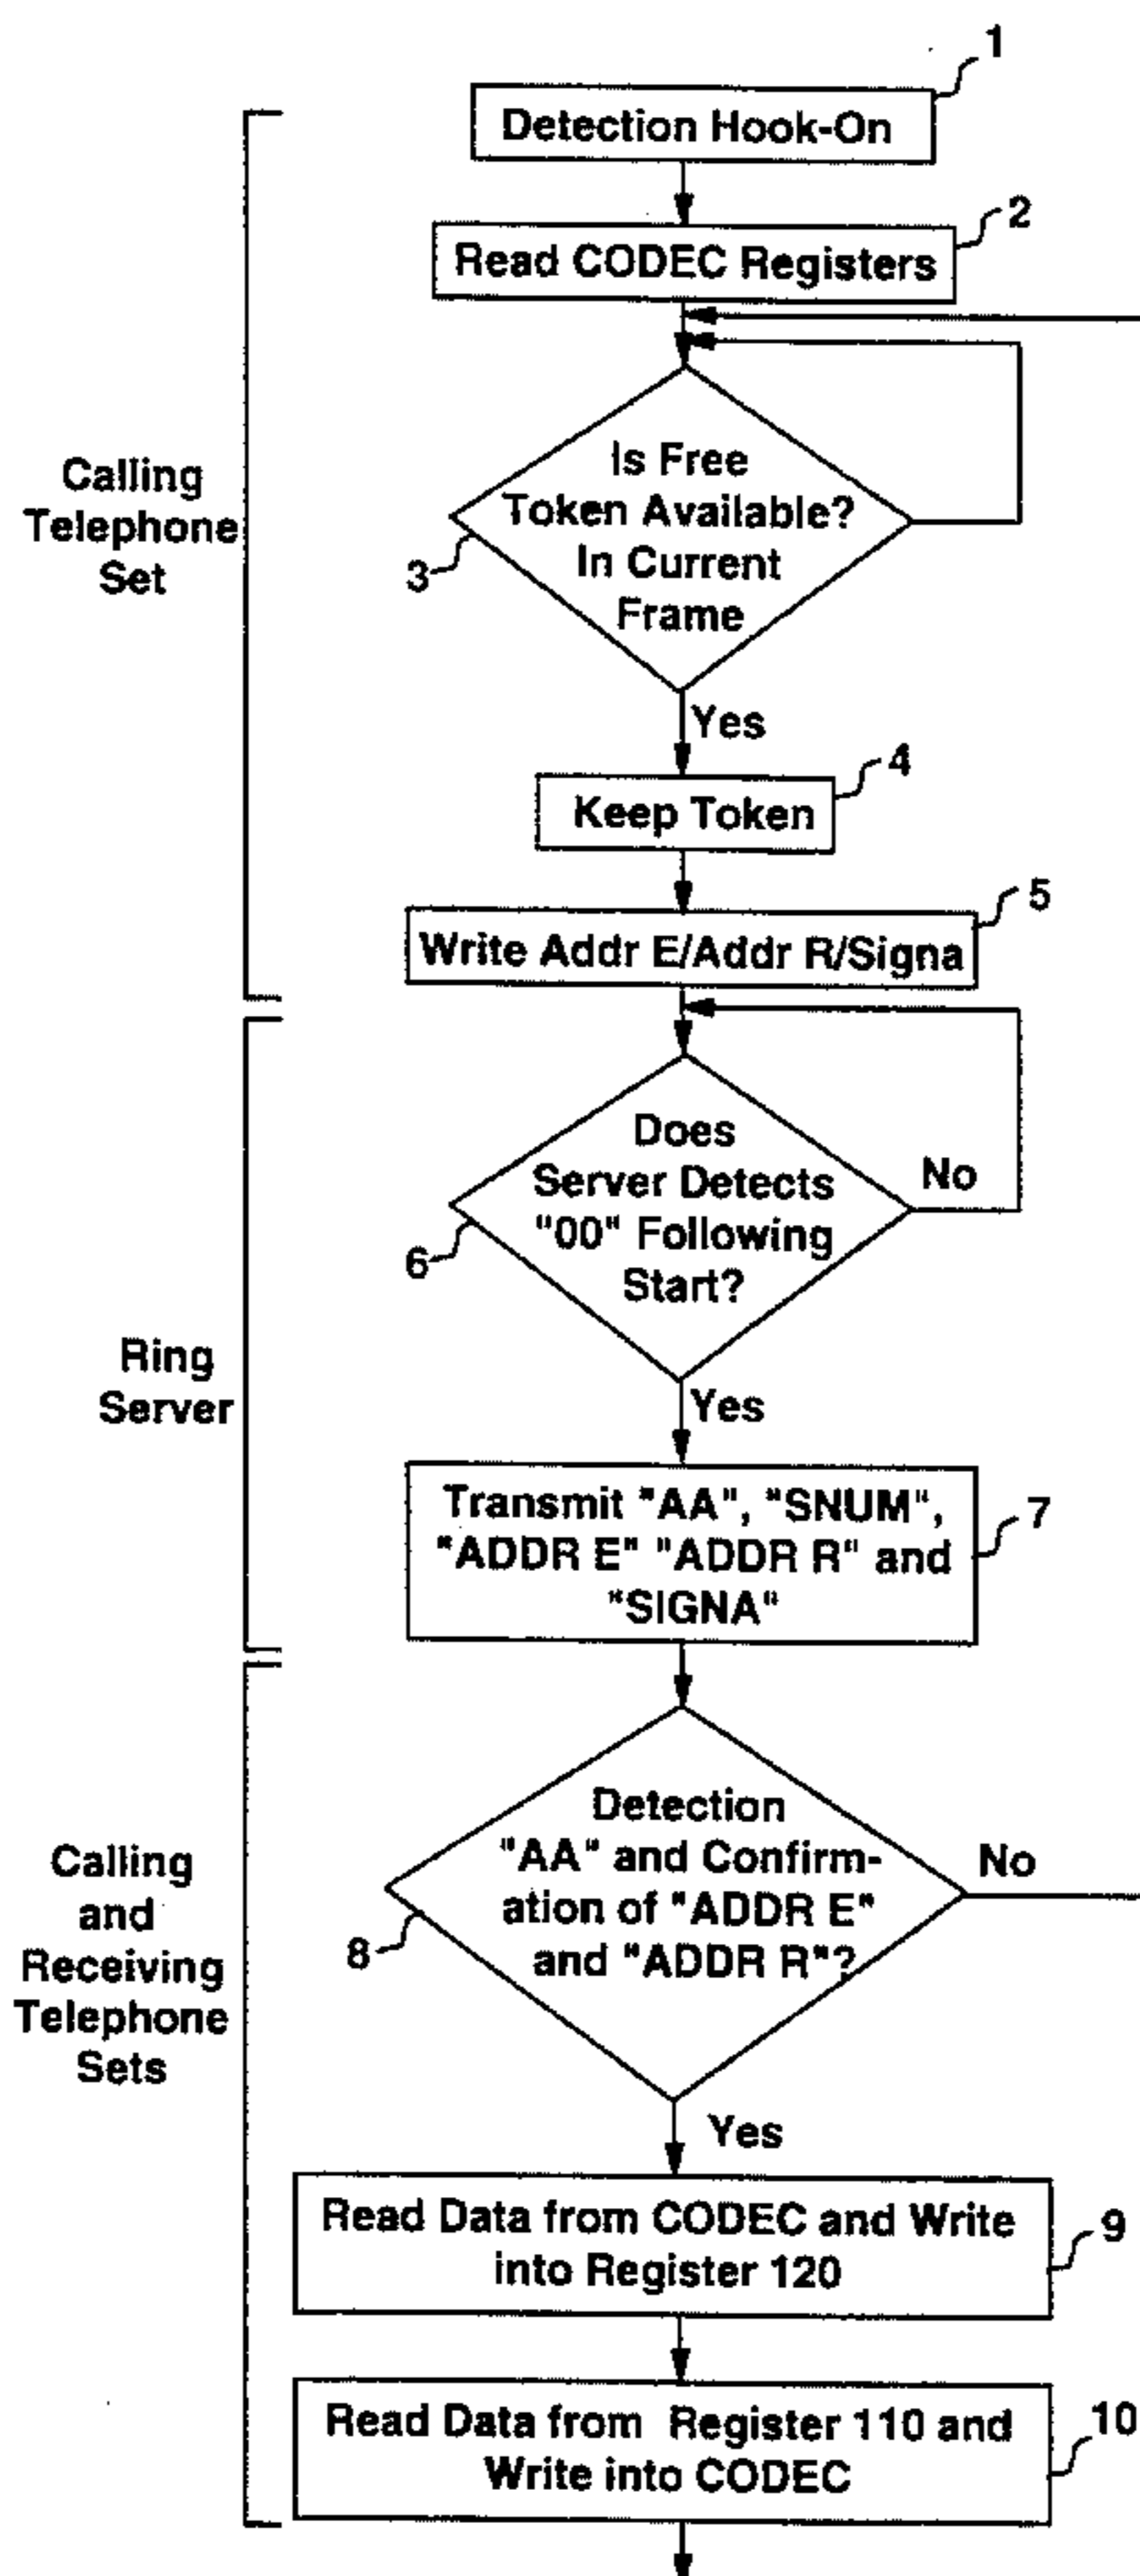 1
Detection Hook-On
2
Read CODEC Registers
Calling
Telephone
Set
Is Free
Token Available?
In Current
Frame
3
Yes
4
Keep Token
5
Write Addr E/Addr R/Signa
Ring
Server
Does
Server Detects
"00" Following
Start?
No
6
Yes
Transmit "AA", "SNUM",
"ADDR E" "ADDR R" and
"SIGNA"
7
Calling
and
Receiving
Telephone
Sets
Detection
"AA" and Confirm-
ation of "ADDR E"
and "ADDR R"?
No
8
Yes
Read Data from CODEC and Write
into Register 120
9
Read Data from Register 110 and
Write into CODEC
10